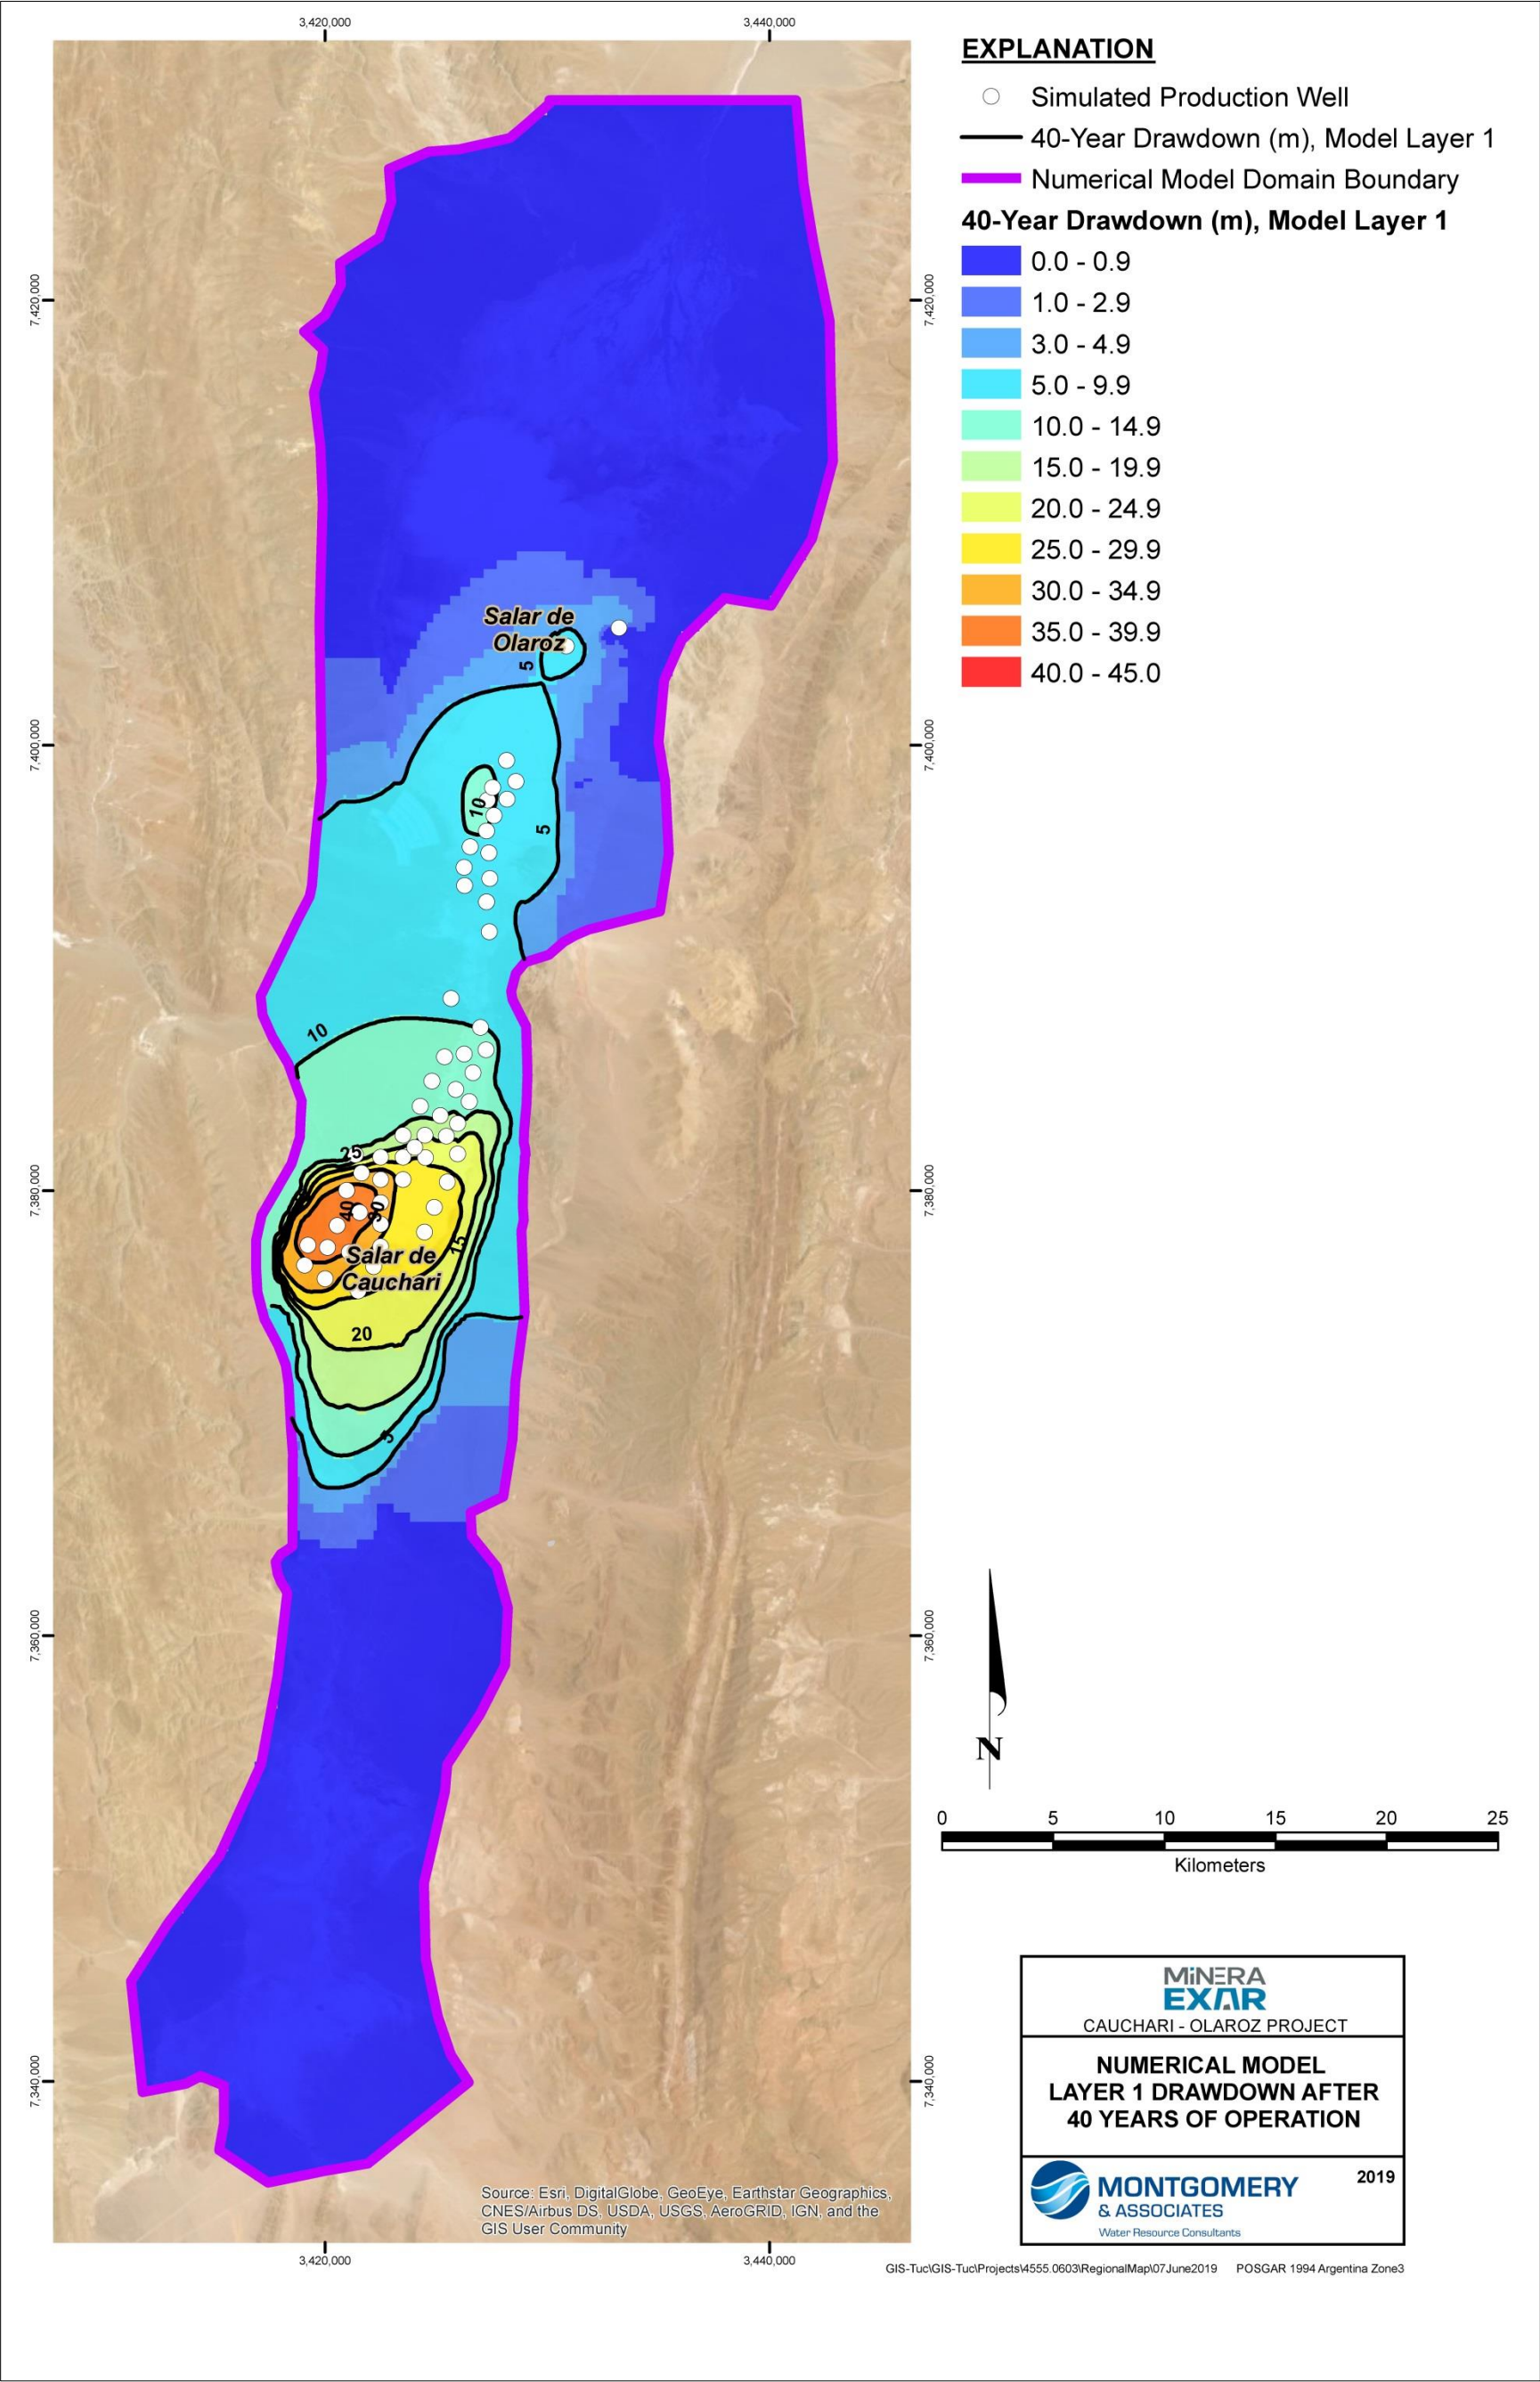 3,420,000
3,440,000
EXPLANATION
Simulated Production Well
40-Year Drawdown (m), Model Layer 1
Numerical Model Domain Boundary
40-Year Drawdown (m), Model Layer 1
0.0 - 0.9
1.0 - 2.9
3.0 - 4.9
5.0 - 9.9
10.0 - 14.9
15.0 - 19.9
20.0 - 24.9
25.0 - 29.9
30.0 - 34.9
35.0 - 39.9
40.0 - 45.0
7,420,000
7,420,000
Salar de
Olaroz
5
7,400,000
7,400,000
10
5
10
25
7,380,000
7,380,000
40
30
15
Salar de
Cauchari
20
5
7,360,000
7,360,000
N
0 5 10 15 20 25
Kilometers
7,340,000
7,340,000
MiNERA
EXAR
CAUCHARI - OLAROZ PROJECT
NUMERICAL MODEL
LAYER 1 DRAWDOWN AFTER
40 YEARS OF OPERATION
2019
MONTGOMERY
& ASSOCIATES
Water Resource Consultants
Source: Esri, DigitalGlobe, GeoEye, Earthstar Geographics,
CNES/Airbus DS, USDA, USGS, AeroGRID, IGN, and the
GIS User Community
3,420,000
3,440,000
GIS-Tuc\GIS-Tuc\Projects\4555.0603\RegionalMap\07June2019 POSGAR 1994 Argentina Zone3